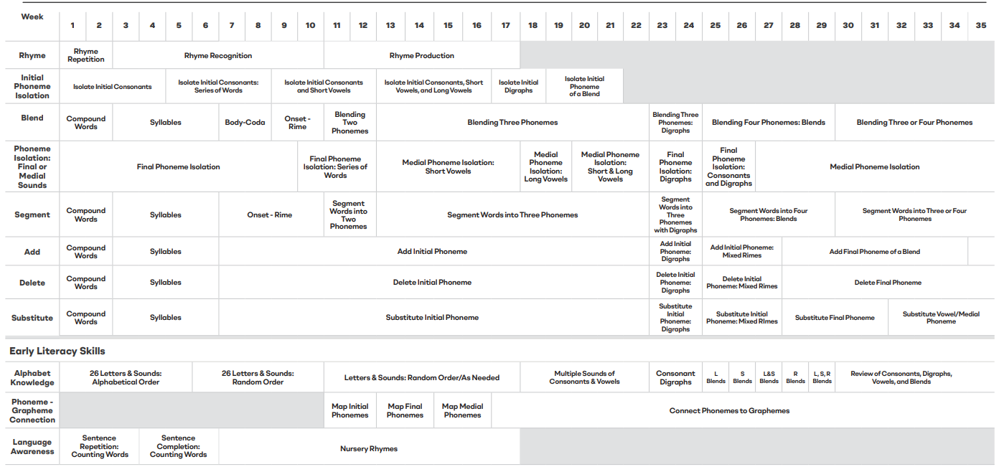 Week
1 2 3 4 5 6 7 8 9 10 11 12 13 14 15 16 17 18 19 20 21 22 23 24 25 26 27 28 29 30 31 32 33 34 35
Rhyme
Rhyme
Repetition
Rhyme Recognition
Rhyme Production
Initial
Phoneme
Isolation
Isolate Initial Consonants
Isolate Initial Consonants:
Series of Words
Isolate Initial Consonants
and Short Vowels
Isolate Initial Consonants, Short
Vowels, and Long Vowels
Isolate Initial
Digraphs
Isolate Initial
Phoneme
of a Blend
Blend
Compound
Words
Syllables
Body-Coda
Onset -
Rime
Blending
Two
Phonemes
Blending Three Phonemes
Blending Three
Phonemes:
Digraphs
Blending Four Phonemes: Blends
Blending Three or Four Phonemes
Phoneme
Isolation:
Final or
Medial
Sounds
Final Phoneme Isolation
Final Phoneme
Isolation: Series of
Words
Medial Phoneme Isolation:
Short Vowels
Medial
Phoneme
Isolation:
Long Vowels
Medial Phoneme
Isolation:
Short & Long
Vowels
Final
Phoneme
Isolation:
Digraphs
Final
Phoneme
Isolation:
Consonants
and Digraphs
Medial Phoneme Isolation
Segment
Compound
Words
Syllables
Onset - Rime
Segment
Words into
Two
Phonemes
Segment Words into Three Phonemes
Segment
Words into
Three
Phonemes
with Digraphs
Segment Words into Four
Phonemes: Blends
Segment Words into Three or Four
Phonemes
Add
Compound
Words
Syllables
Add Initial Phoneme
Add Initial
Phoneme:
Digraphs
Add Initial Phoneme:
Mixed Rimes
Add Final Phoneme of a Blend
Delete
Compound
Words
Syllables
Delete Initial Phoneme
Delete Initial
Phoneme:
Digraphs
Delete Initial
Phoneme: Mixed Rimes
Delete Final Phoneme
Substitute
Compound
Words
Syllables
Substitute Initial Phoneme
Substitute
Initial
Phoneme:
Digraphs
Substitute Initial
Phoneme: Mixed RImes
Substitute Final Phoneme
Substitute Vowel/Medial
Phoneme
Early Literacy Skills
Alphabet
Knowledge
26 Letters & Sounds:
Alphabetical Order
26 Letters & Sounds:
Random Order
Letters & Sounds: Random Order/As Needed
Multiple Sounds of
Consonants & Vowels
Consonant
Digraphs
L
Blends
S
Blends
L&S
Blends
R
Blends
L, S, R
Blends
Review of Consonants, Digraphs,
Vowels, and Blends
Phoneme -
Grapheme
Connection
Map Initial
Phonemes
Map Final
Phonemes
Map Medial
Phonemes
Connect Phonemes to Graphemes
Language
Awareness
Sentence
Repetition:
Counting Words
Sentence
Completion:
Counting Words
Nursery Rhymes